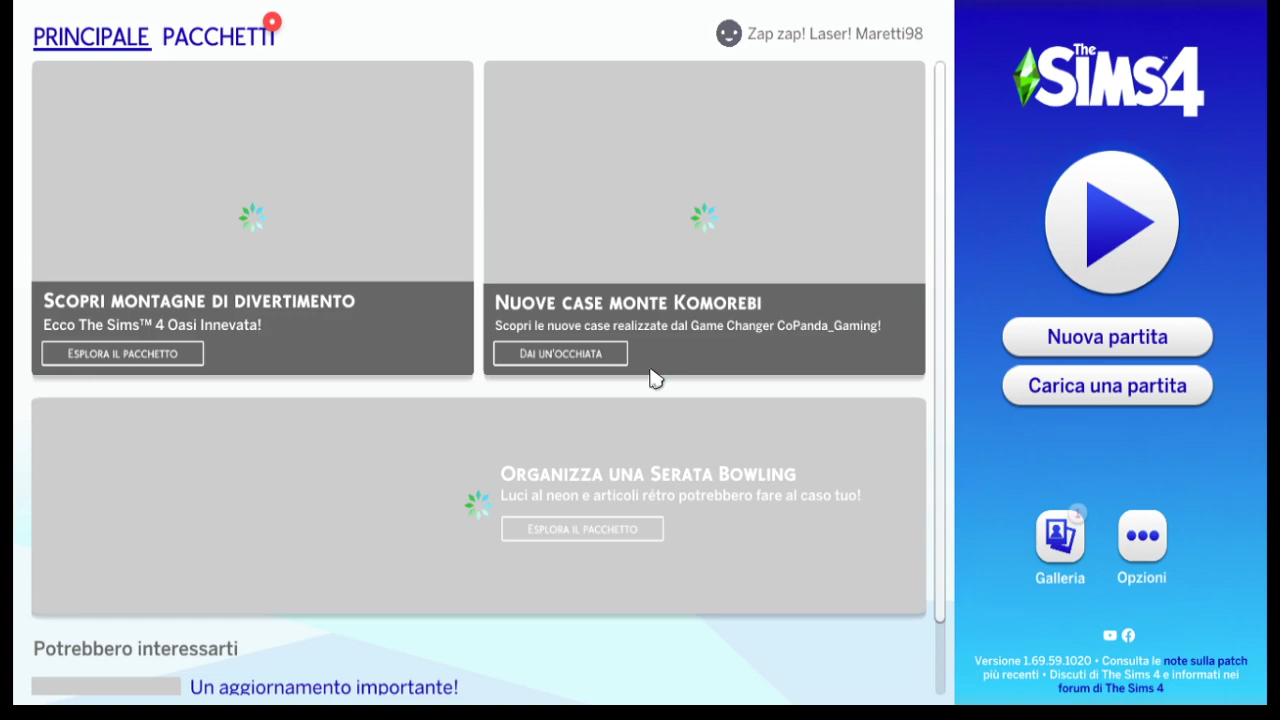 PRINCIPALE PACCHETTI
Zap zap! Laser! Maretti98
The SIMS 4
SCOPRI MONTAGNE DI DIVERTIMENTO
Ecco The Sims™ 4 Oasi Innevata!
ESPLORA IL PACCHETTO
NUOVE CASE MONTE KOMOREBI
Scopri le nuove case realizzate dal Game Changer CoPanda_Gaming!
DAI UN'OCCHIATA
Nuova partita
Carica una partita
ORGANIZZA UNA SERATA BOWLING
Luci al neon e articoli rétro potrebbero fare al caso tuo!
ESPLORA IL PACCHETTO
1
Galleria
Opzioni
Potrebbero interessarti
Un aggiornamento importante!
Versione 1.69.59.1020 • Consulta le note sulla patch
più recenti • Discuti di The Sims 4 e informati nei
forum di The Sims 4